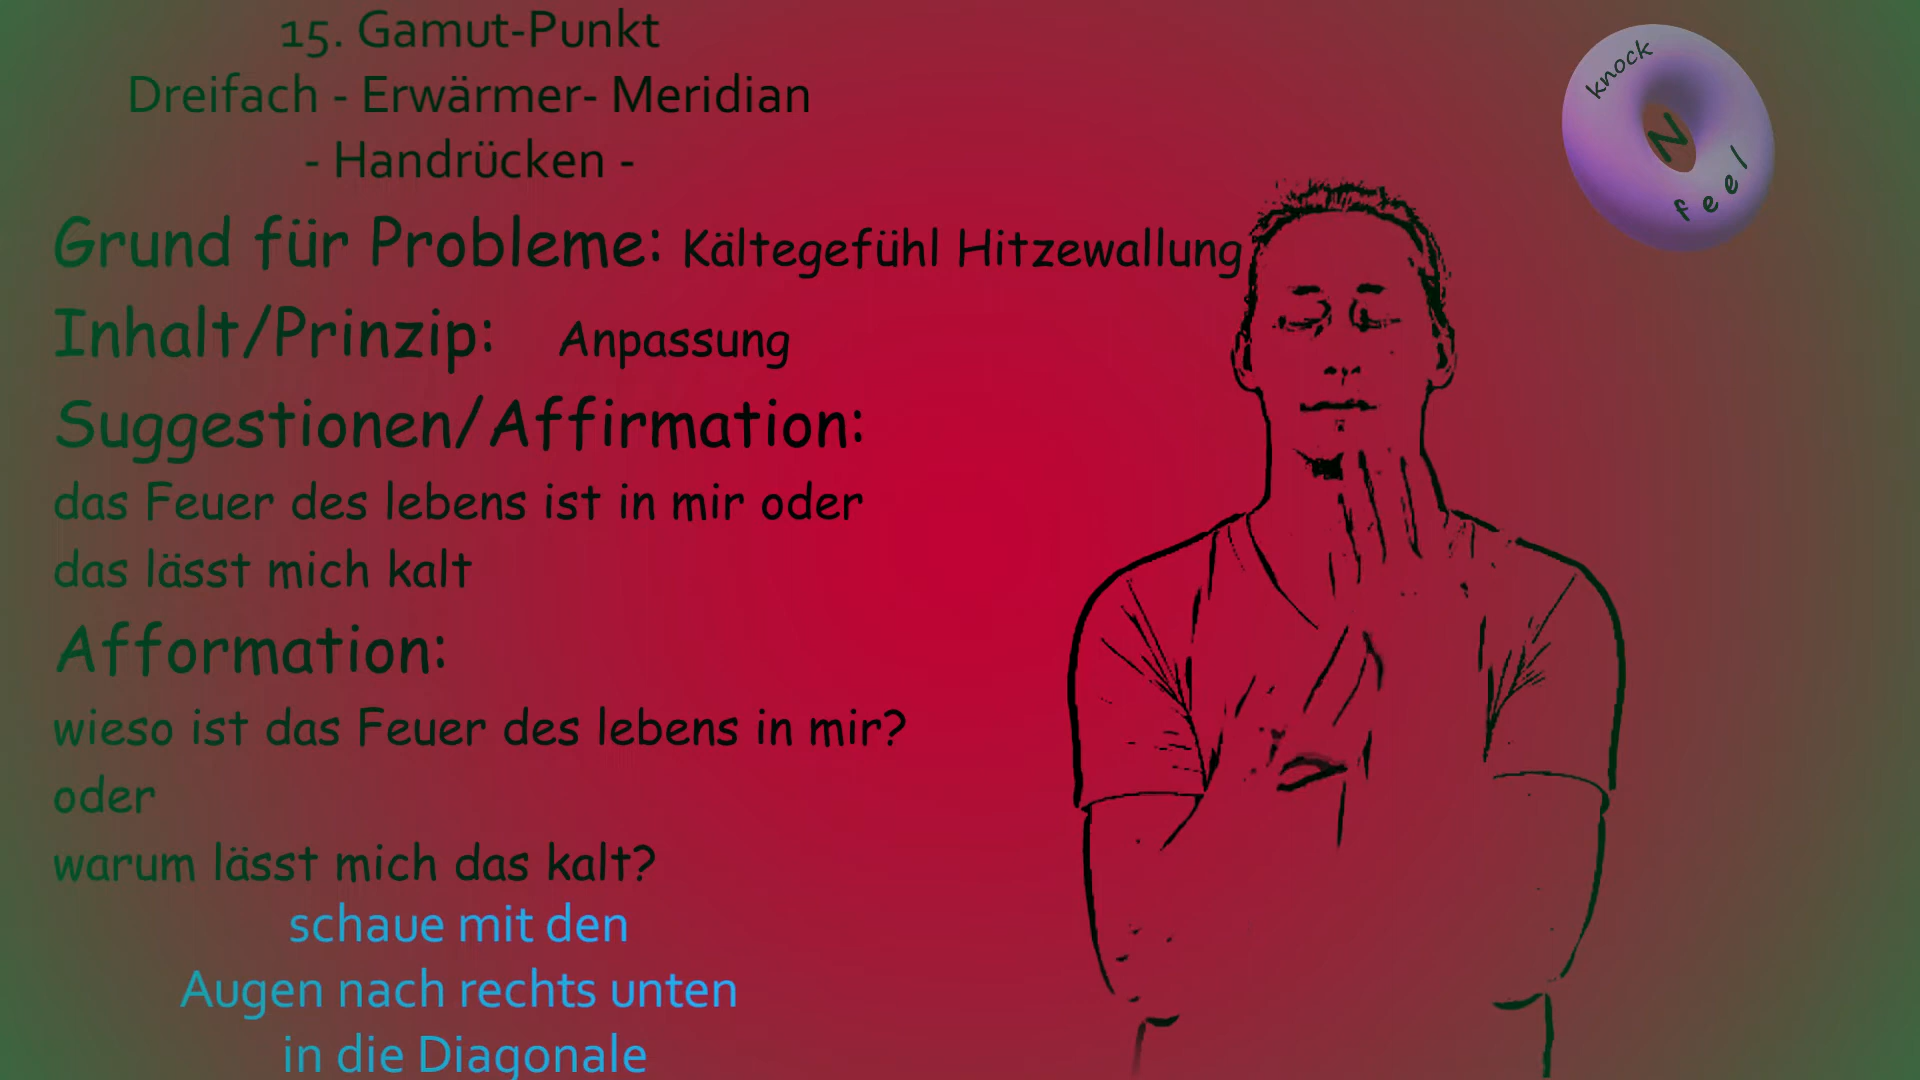 15. Gamut-Punkt
Dreifach - Erwärmer- Meridian
- Handrücken -
Grund für Probleme: Kältegefühl Hitzewallung
Inhalt/Prinzip: Anpassung
Suggestionen/Affirmation:
das Feuer des lebens ist in mir oder
das lässt mich kalt
Afformation:
wieso ist das Feuer des lebens in mir?
oder
warum lässt mich das kalt?
schaue mit den
Augen nach rechts unten
in die Diagonale
knock
N
feel